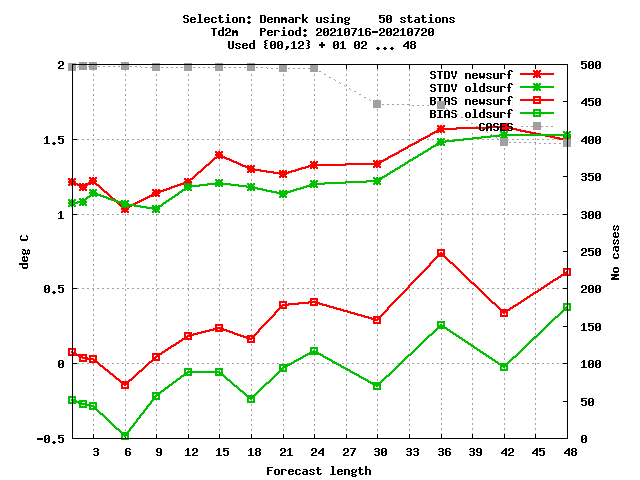 Selection: Denmark using    50 stations
Td2m   Period: 20210716-20210720
Used {00,12} + 01 02 ... 48
STDV newsurf
STDV oldsurf
BIAS newsurf
BIAS oldsurf
CASES
2
1.5
1
0.5
0
-0.5
deg C
500
450
400
350
300
250
200
150
100
50
0
No cases
3 6 9 12 15 18 21 24 27 30 33 36 39 42 45 48
Forecast length